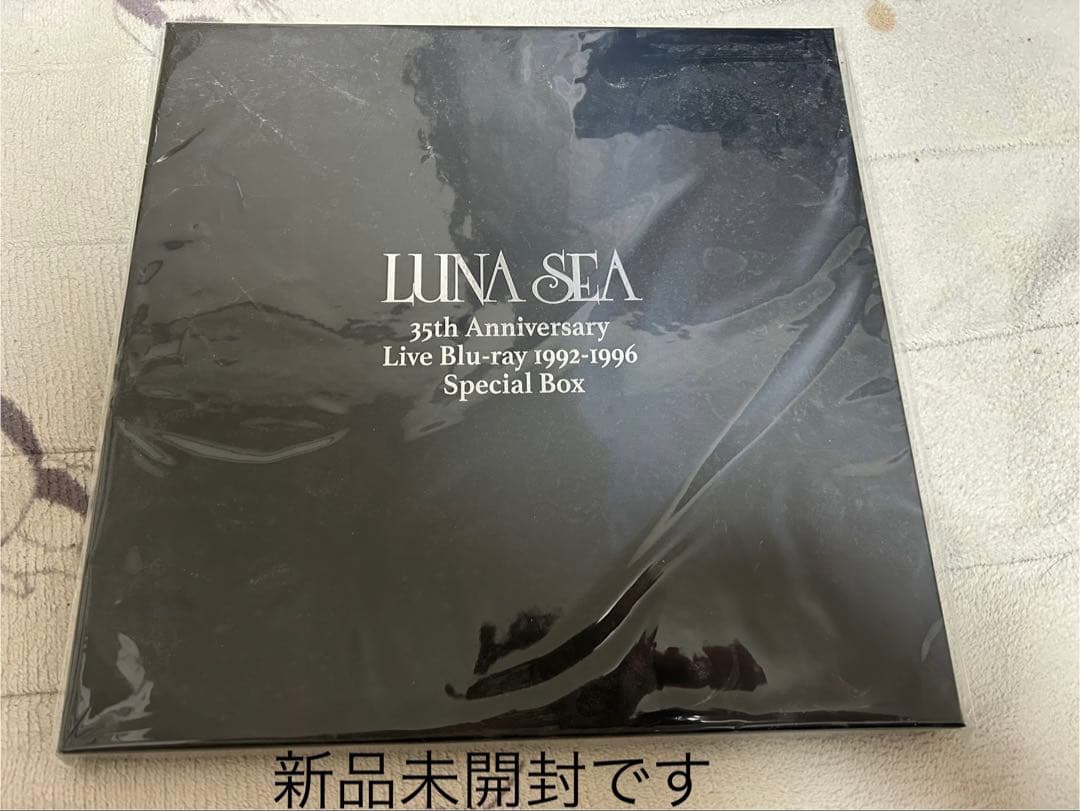 LUNA SEA
35th Anniversary
Live Blu-ray 1992-1996
Special Box
新品未開封です